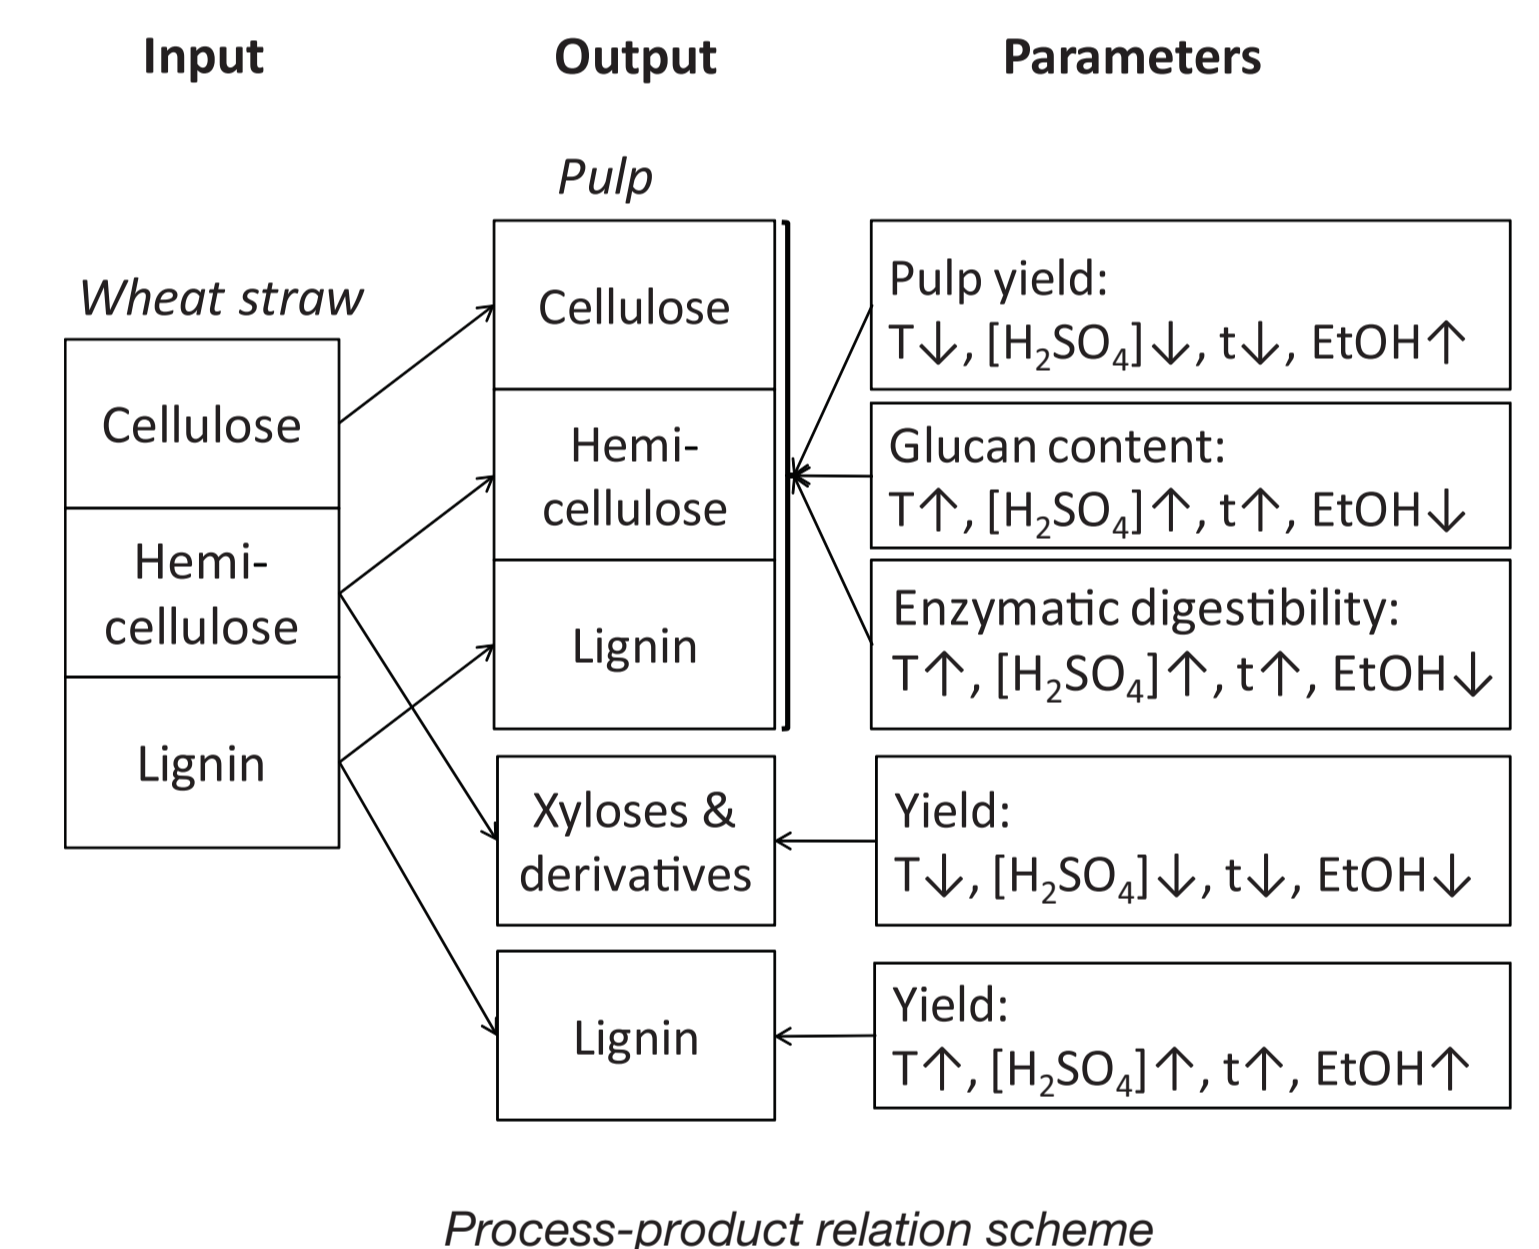 Input
Output
Parameters
Wheat straw
Cellulose
Hemi-
cellulose
Lignin
Pulp
Cellulose
Hemi-
cellulose
Lignin
Xyloses &
derivatives
Lignin
Pulp yield:
T↓, [H₂SO₄]↓, t↓, EtOH↑
Glucan content:
T↑, [H₂SO₄]↑, t↑, EtOH↓
Enzymatic digestibility:
T↑, [H₂SO₄]↑, t↑, EtOH↓
Yield:
T↓, [H₂SO₄]↓, t↓, EtOH↓
Yield:
T↑, [H₂SO₄]↑, t↑, EtOH↑
Process-product relation scheme